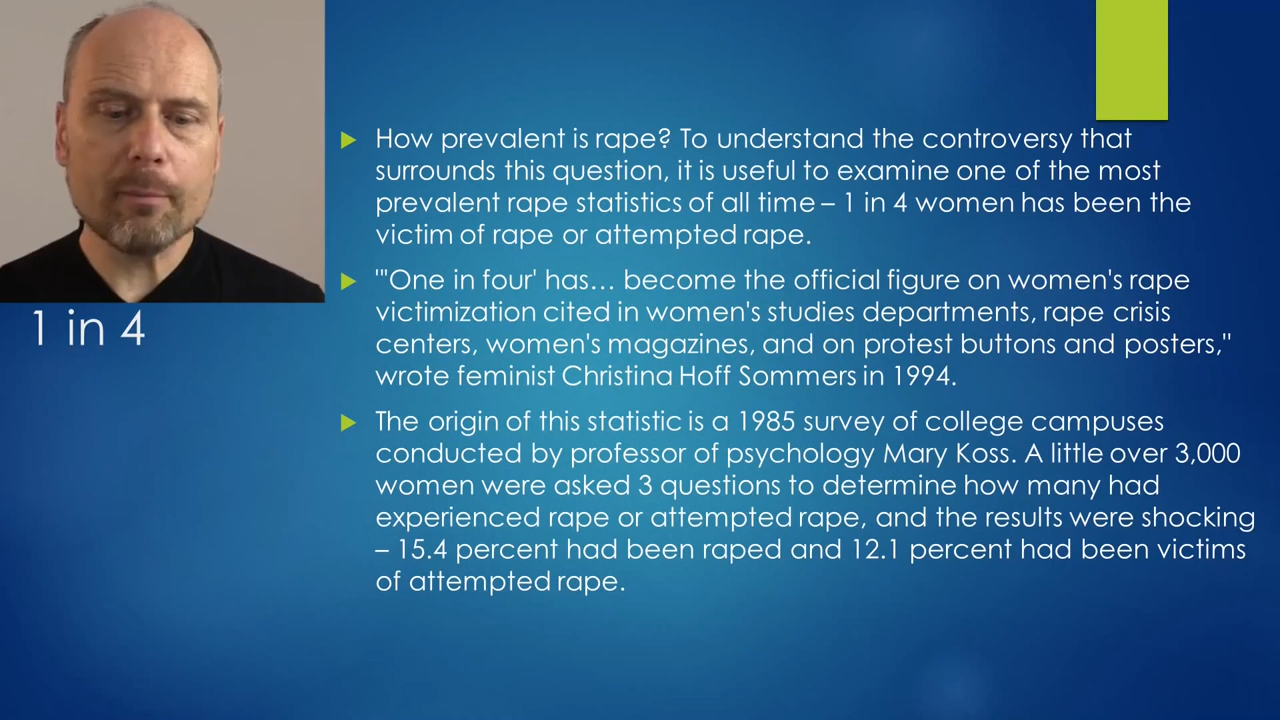 1 in 4
How prevalent is rape? To understand the controversy that
surrounds this question, it is useful to examine one of the most
prevalent rape statistics of all time – 1 in 4 women has been the
victim of rape or attempted rape.
"'One in four' has… become the official figure on women's rape
victimization cited in women's studies departments, rape crisis
centers, women's magazines, and on protest buttons and posters,"
wrote feminist Christina Hoff Sommers in 1994.
The origin of this statistic is a 1985 survey of college campuses
conducted by professor of psychology Mary Koss. A little over 3,000
women were asked 3 questions to determine how many had
experienced rape or attempted rape, and the results were shocking
– 15.4 percent had been raped and 12.1 percent had been victims
of attempted rape.